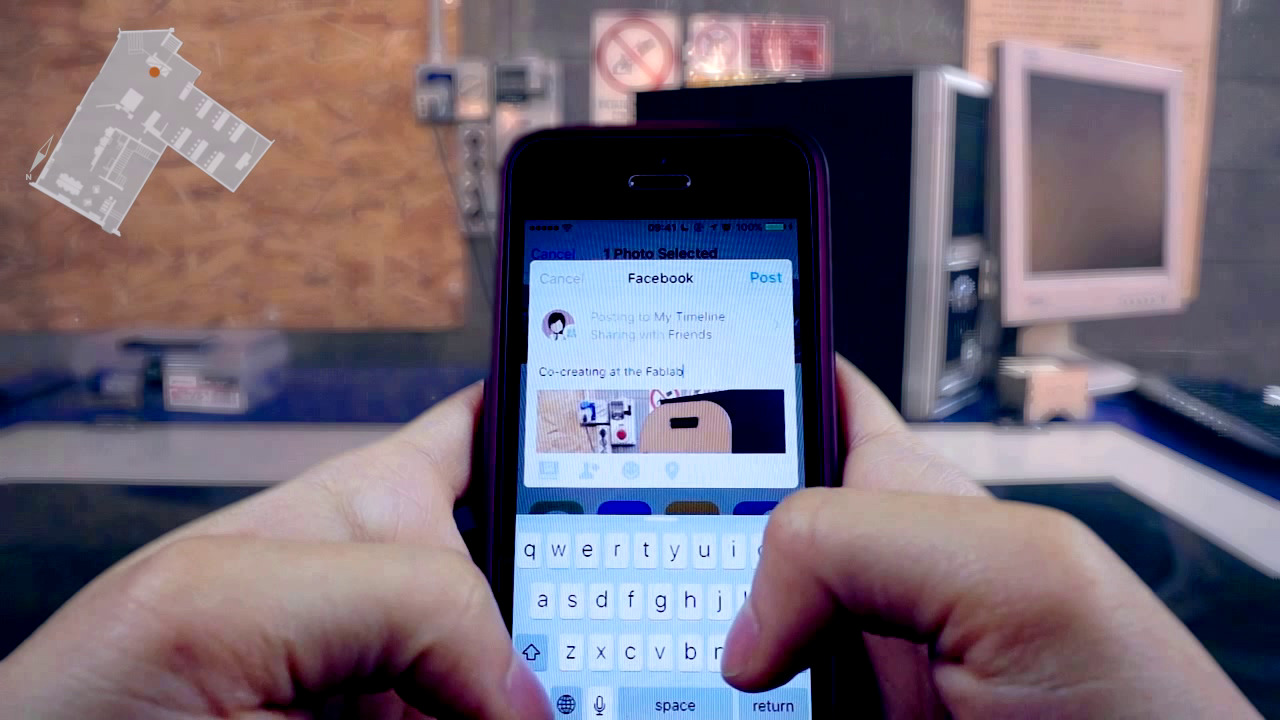 N
09:41
100%
Cancel
1 Photo Selected
Cancel
Facebook
Post
Posting to My Timeline
Sharing with Friends
Co-creating at the Fablab
q w e r t y u i
a s d f g h j
z x c v b
space
return